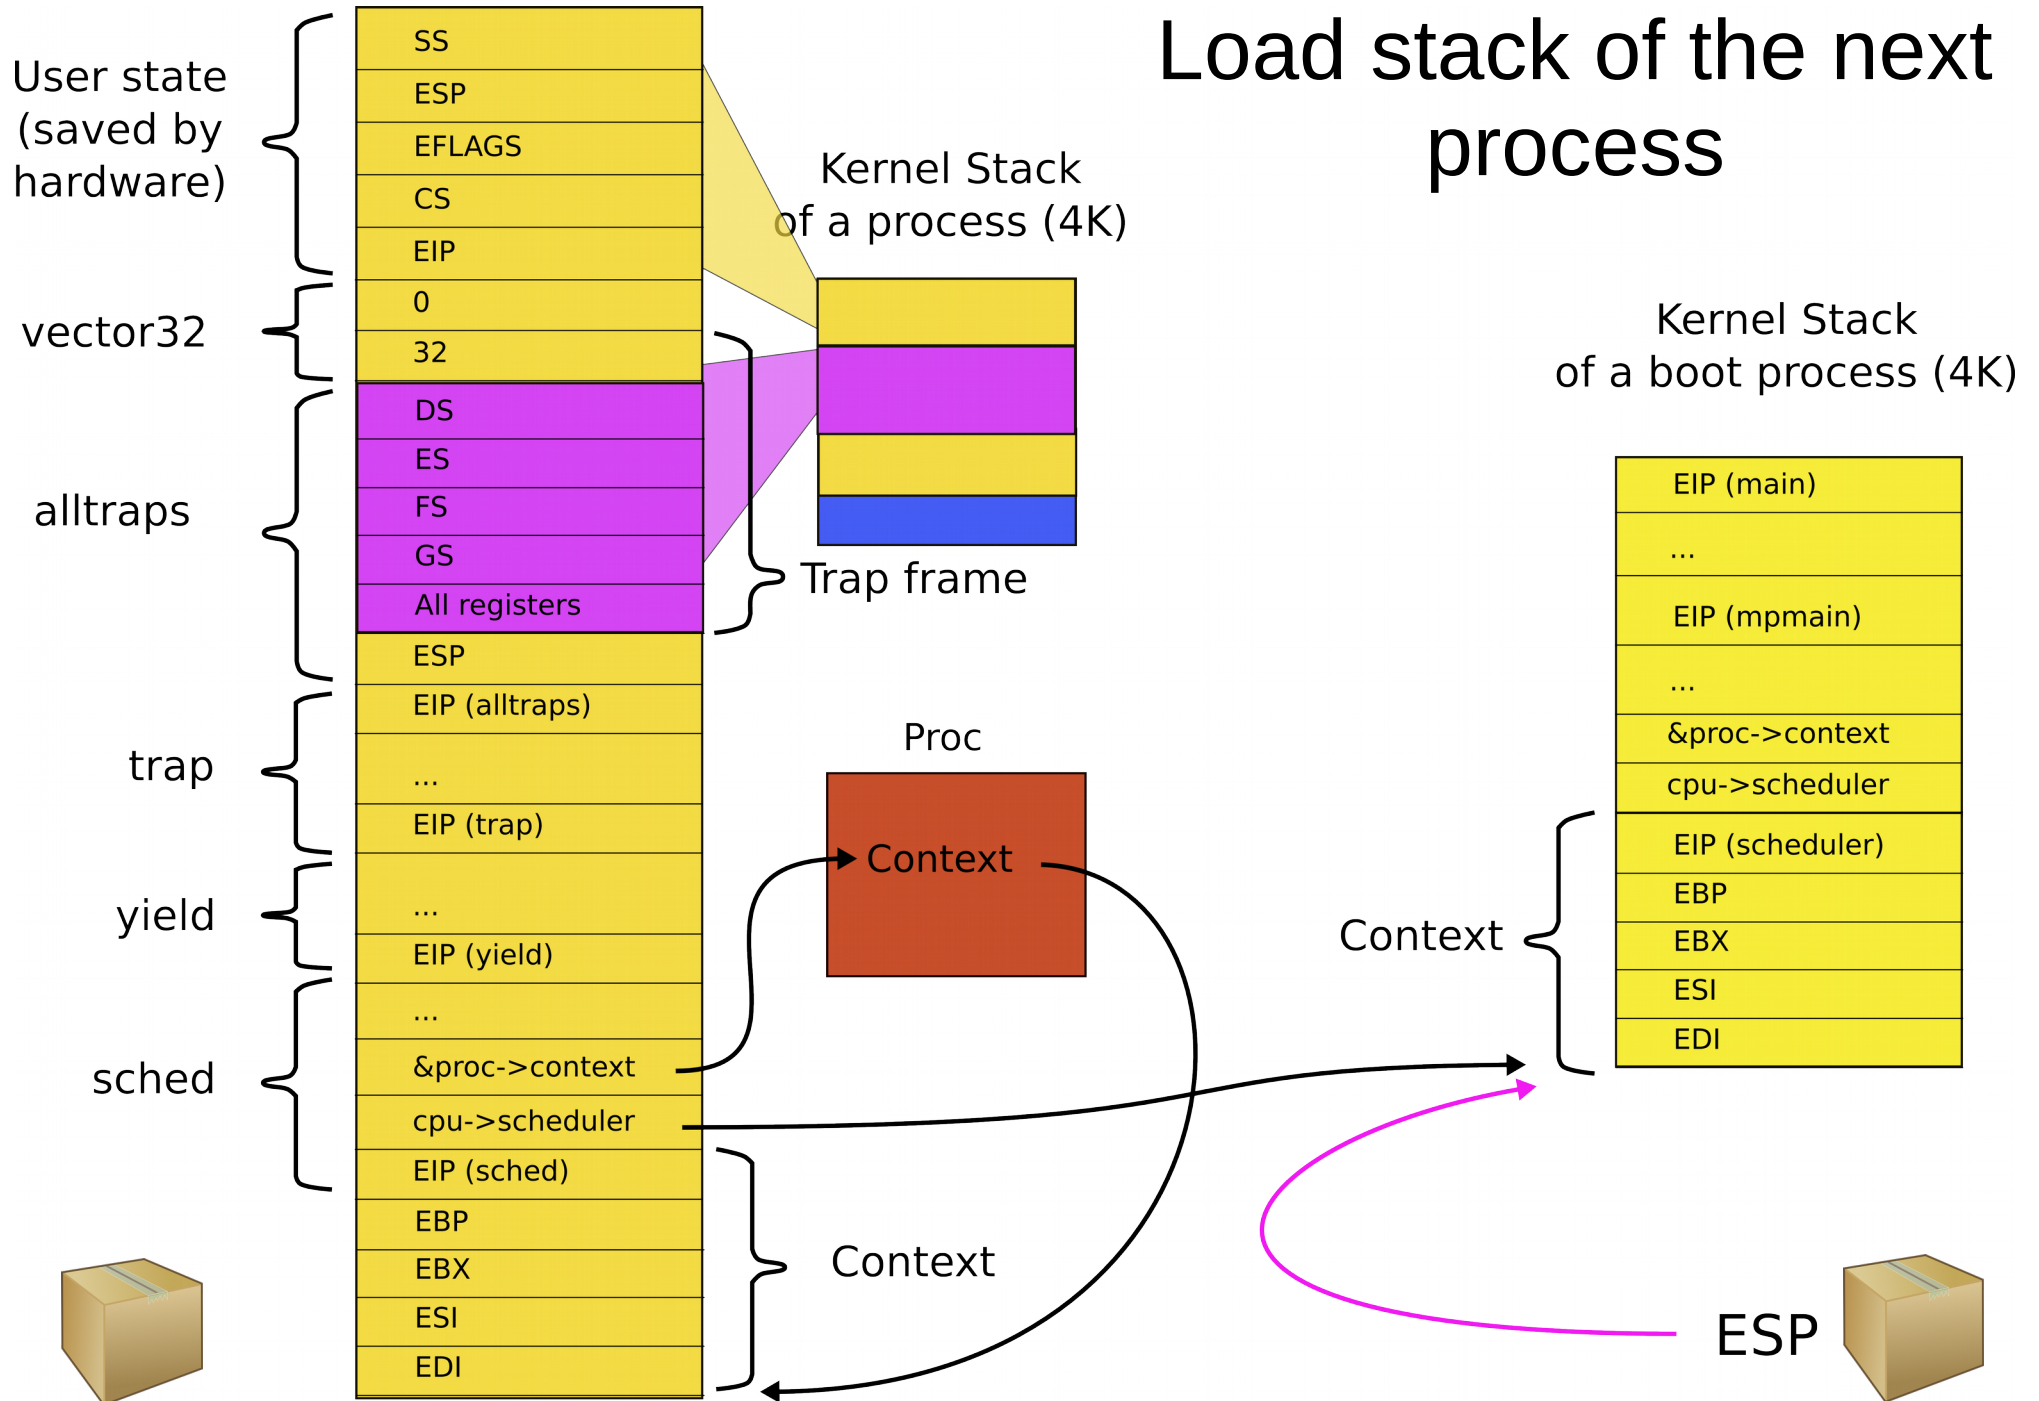 Load stack of the next
process
User state
(saved by
hardware)
vector32
alltraps
trap
yield
sched
SS
ESP
EFLAGS
CS
EIP
0
32
DS
ES
FS
GS
All registers
ESP
EIP (alltraps)
...
EIP (trap)
...
EIP (yield)
...
&proc->context
cpu->scheduler
EIP (sched)
EBP
EBX
ESI
EDI
Kernel Stack
of a process (4K)
Trap frame
Proc
Context
Context
Kernel Stack
of a boot process (4K)
EIP (main)
...
EIP (mpmain)
...
&proc->context
cpu->scheduler
EIP (scheduler)
EBP
EBX
ESI
EDI
Context
ESP